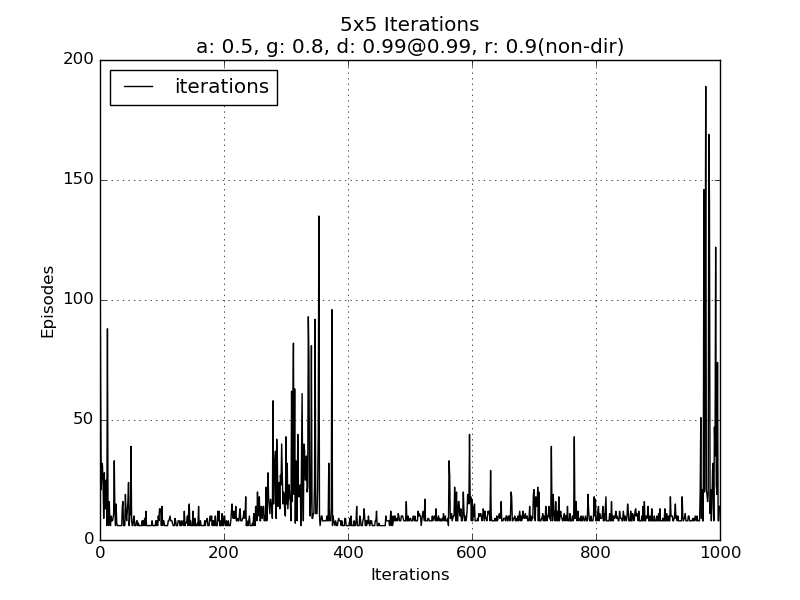 5x5 Iterations
a: 0.5, g: 0.8, d: 0.99@0.99, r: 0.9(non-dir)
iterations
200
150
100
50
0
Episodes
0 200 400 600 800 1000
Iterations